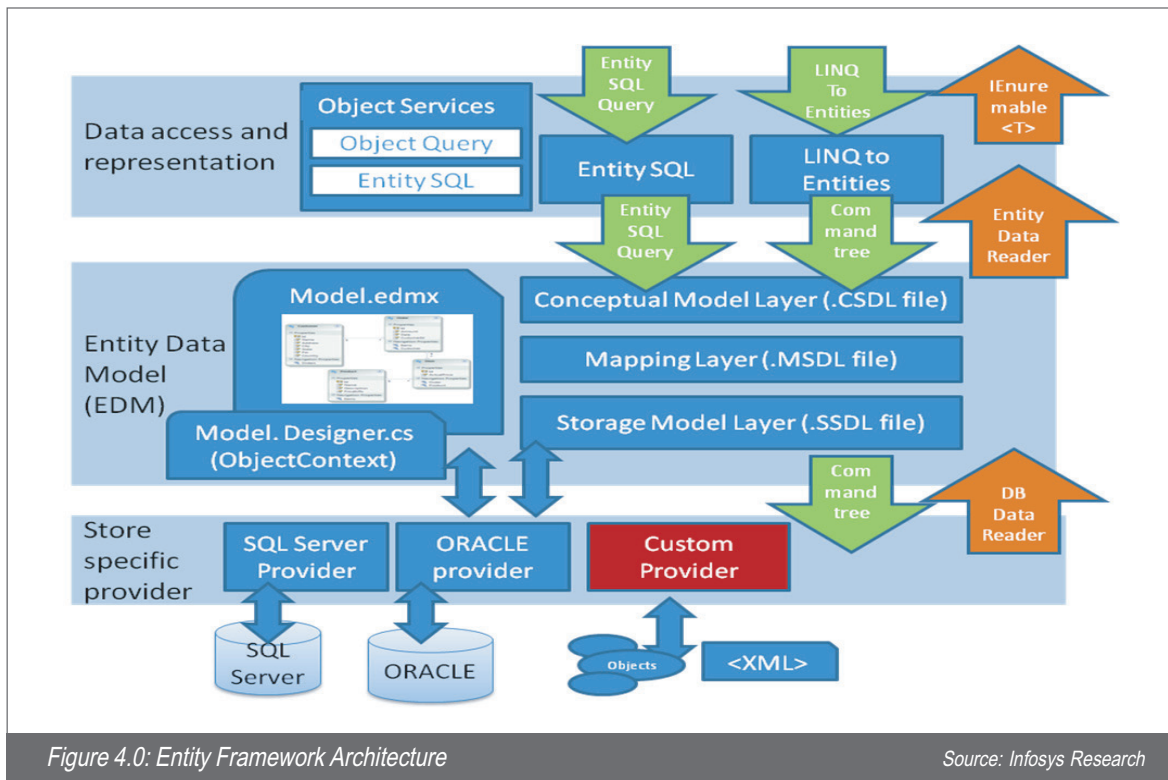 Entity
SQL
Query
LINQ
To
Entities
IEnure
mable
<T>
Data access and
representation
Object Services
Object Query
Entity SQL
Entity SQL
LINQ to
Entities
Entity
SQL
Query
Com
mand
tree
Entity
Data
Reader
Entity Data
Model
(EDM)
Model.edmx
Conceptual Model Layer (.CSDL file)
Mapping Layer (.MSDL file)
Storage Model Layer (.SSDL file)
Model. Designer.cs
(ObjectContext)
Com
mand
tree
DB
Data
Reader
Store
specific
provider
SQL Server
Provider
ORACLE
provider
Custom
Provider
SQL
Server
ORACLE
Objects
<XML>
Figure 4.0: Entity Framework Architecture
Source: Infosys Research